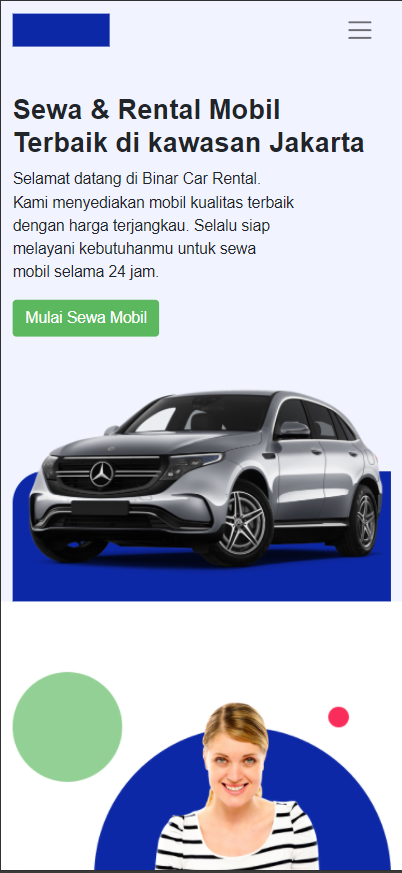 Sewa & Rental Mobil
Terbaik di kawasan Jakarta
Selamat datang di Binar Car Rental.
Kami menyediakan mobil kualitas terbaik
dengan harga terjangkau. Selalu siap
melayani kebutuhanmu untuk sewa
mobil selama 24 jam.
Mulai Sewa Mobil